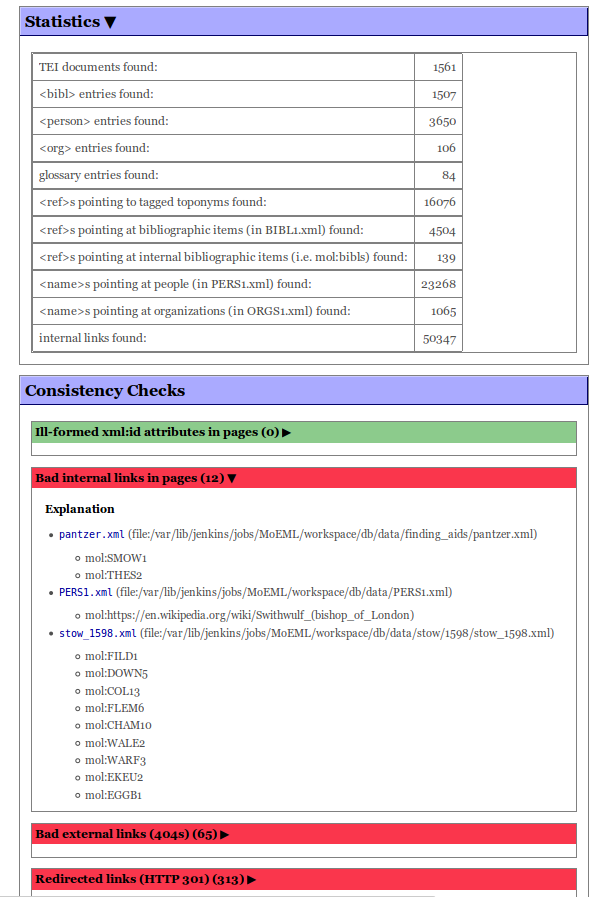 Statistics ▼
TEI documents found: 1561
<bibl> entries found: 1507
<person> entries found: 3650
<org> entries found: 106
glossary entries found: 84
<ref>s pointing to tagged toponyms found: 16076
<ref>s pointing at bibliographic items (in BIBL1.xml) found: 4504
<ref>s pointing at internal bibliographic items (i.e. mol:bibls) found: 139
<name>s pointing at people (in PERS1.xml) found: 23268
<name>s pointing at organizations (in ORGS1.xml) found: 1065
internal links found: 50347
Consistency Checks
Ill-formed xml:id attributes in pages (0) ▶
Bad internal links in pages (12) ▼
Explanation
pantzer.xml (file:/var/lib/jenkins/jobs/MoEML/workspace/db/data/finding_aids/pantzer.xml)
mol:SMOW1
mol:THES2
PERS1.xml (file:/var/lib/jenkins/jobs/MoEML/workspace/db/data/PERS1.xml)
mol:https://en.wikipedia.org/wiki/Swithwulf_(bishop_of_London)
stow_1598.xml (file:/var/lib/jenkins/jobs/MoEML/workspace/db/data/stow/1598/stow_1598.xml)
mol:FILD1
mol:DOWN5
mol:COL13
mol:FLEM6
mol:CHAM10
mol:WALE2
mol:WARF3
mol:EKEU2
mol:EGGB1
Bad external links (404s) (65) ▶
Redirected links (HTTP 301) (313) ▶